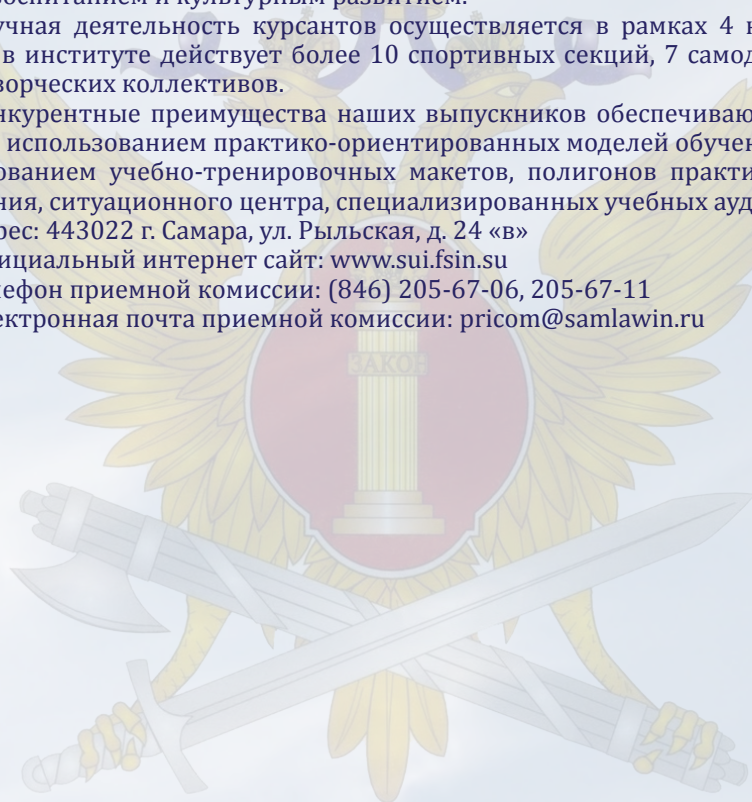 воспитанием и культурным развитием.
учная деятельность курсантов осуществляется в рамках 4 н
в институте действует более 10 спортивных секций, 7 самод
ворческих коллективов.
нкурентные преимущества наших выпускников обеспечиваю
использованием практико-ориентированных моделей обучен
ованием учебно-тренировочных макетов, полигонов практи
ния, ситуационного центра, специализированных учебных ауд
рес: 443022 г. Самара, ул. Рыльская, д. 24 «в»
ициальный интернет сайт: www.sui.fsin.su
лефон приемной комиссии: (846) 205-67-06, 205-67-11
ектронная почта приемной комиссии: pricom@samlawin.ru
ЗАКОН